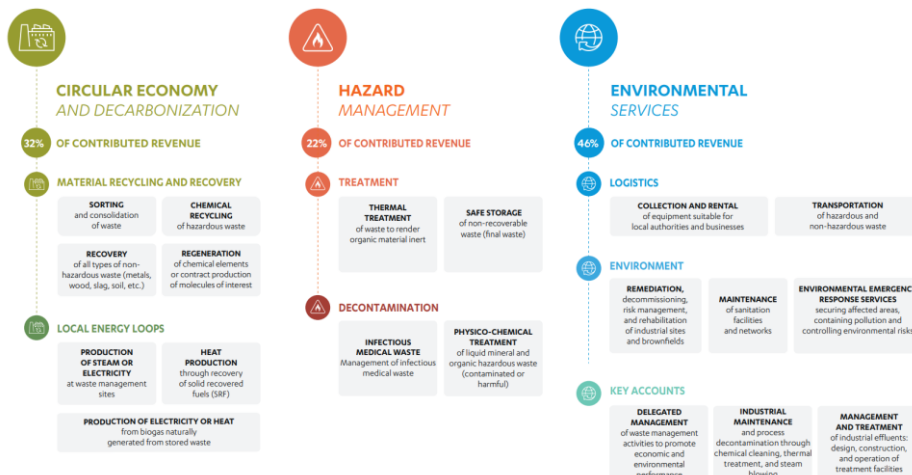 CIRCULAR ECONOMY
AND DECARBONIZATION
32% OF CONTRIBUTED REVENUE
MATERIAL RECYCLING AND RECOVERY
SORTING
and consolidation
of waste
CHEMICAL
RECYCLING
of hazardous waste
RECOVERY
of all types of non-
hazardous waste (metals,
wood, slag, soil, etc.)
REGENERATION
of chemical elements
or contract production
of molecules of interest
LOCAL ENERGY LOOPS
PRODUCTION
OF STEAM OR
ELECTRICITY
at waste management
sites
HEAT
PRODUCTION
through recovery
of solid recovered
fuels (SRF)
PRODUCTION OF ELECTRICITY OR HEAT
from biogas naturally
generated from stored waste
HAZARD
MANAGEMENT
22% OF CONTRIBUTED REVENUE
TREATMENT
THERMAL
TREATMENT
of waste to render
organic material inert
SAFE STORAGE
of non-recoverable
waste (final waste)
DECONTAMINATION
INFECTIOUS
MEDICAL WASTE
Management of infectious
medical waste
PHYSICO-CHEMICAL
TREATMENT
of liquid mineral and
organic hazardous waste
(contaminated or
harmful)
ENVIRONMENTAL
SERVICES
46% OF CONTRIBUTED REVENUE
LOGISTICS
COLLECTION AND RENTAL
of equipment suitable for
local authorities and businesses
TRANSPORTATION
of hazardous and
non-hazardous waste
ENVIRONMENT
REMEDIATION,
decommissioning,
risk management,
and rehabilitation
of industrial sites
and brownfields
MAINTENANCE
of sanitation
facilities
and networks
ENVIRONMENTAL EMERGENCY
RESPONSE SERVICES
securing affected areas,
containing pollution and
controlling environmental risks
KEY ACCOUNTS
DELEGATED
MANAGEMENT
of waste management
activities to promote
economic and
environmental
performance
INDUSTRIAL
MAINTENANCE
and process
decontamination through
chemical cleaning, thermal
treatment, and steam
blowing
MANAGEMENT
AND TREATMENT
of industrial effluents:
design, construction,
and operation of
treatment facilities